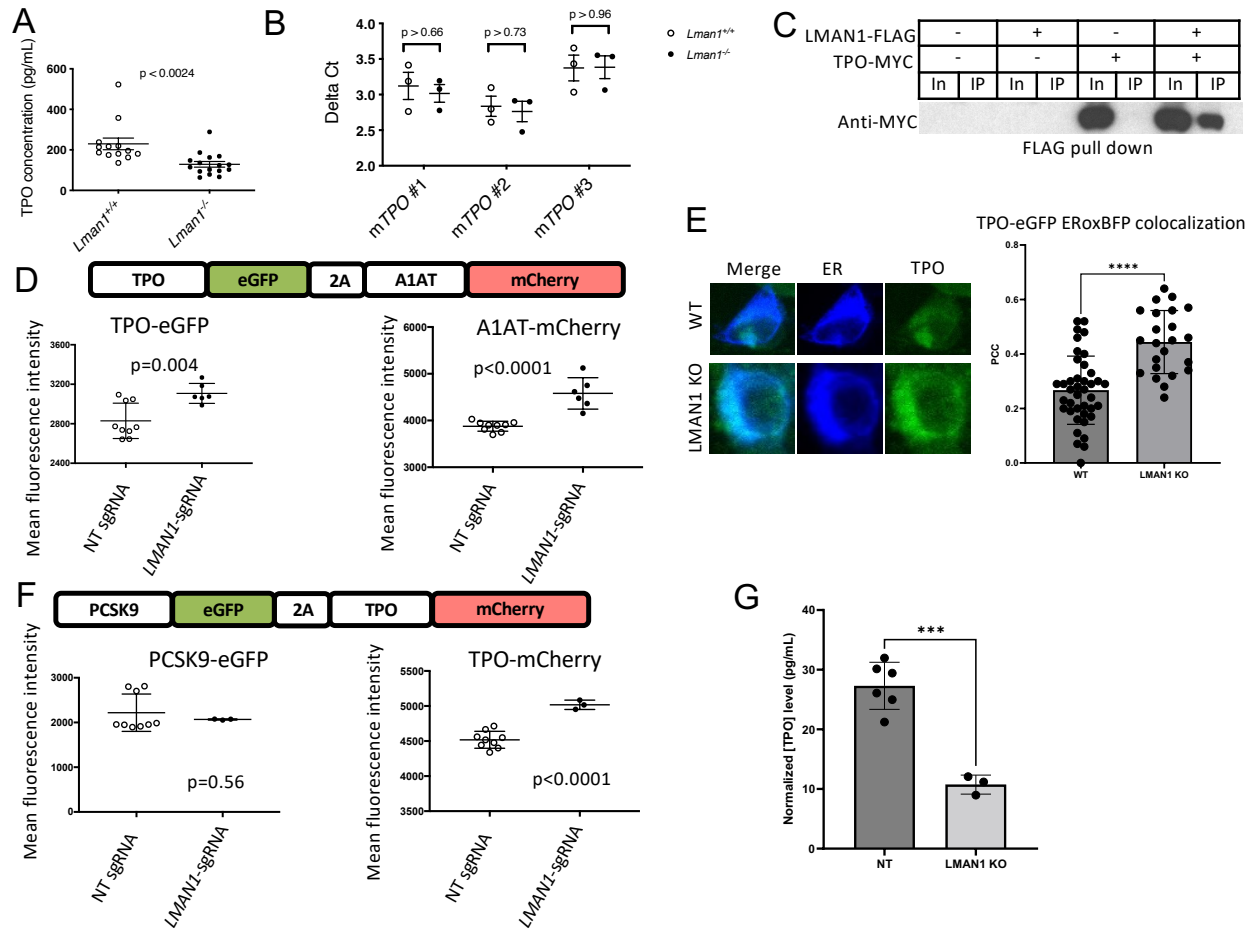 A
TPO concentration (pg/mL)
600
400
200
0
p < 0.0024
Lman1+/+
Lman1-/-
B
Delta Ct
4.0
3.5
3.0
2.5
2.0
p > 0.66
p > 0.73
p > 0.96
mTPO #1
mTPO #2
mTPO #3
Lman1+/+
Lman1-/-
C
LMAN1-FLAG - + - +
TPO-MYC - - + +
In IP In IP In IP In IP
Anti-MYC
FLAG pull down
D
TPO eGFP 2A A1AT mCherry
TPO-eGFP
p=0.004
Mean fluorescence intensity
3600
3200
2800
2400
NT sgRNA
LMAN1-sgRNA
A1AT-mCherry
p<0.0001
Mean fluorescence intensity
6000
5000
4000
3000
NT sgRNA
LMAN1-sgRNA
E
Merge ER TPO
WT
LMAN1 KO
TPO-eGFP ERoxBFP colocalization
****
PCC
0.8
0.6
0.4
0.2
0.0
WT
LMAN1 KO
F
PCSK9 eGFP 2A TPO mCherry
PCSK9-eGFP
p=0.56
Mean fluorescence intensity
3000
2000
1000
0
NT sgRNA
LMAN1-sgRNA
TPO-mCherry
p<0.0001
Mean fluorescence intensity
5500
5000
4500
4000
3500
NT sgRNA
LMAN1-sgRNA
G
***
Normalized [TPO] level (pg/mL)
40
30
20
10
0
NT
LMAN1 KO